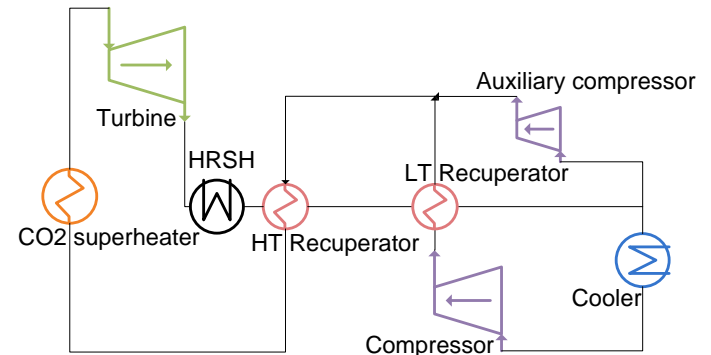 Auxiliary compressor
Turbine
HRSH
LT Recuperator
CO2 superheater
HT Recuperator
Cooler
Compressor